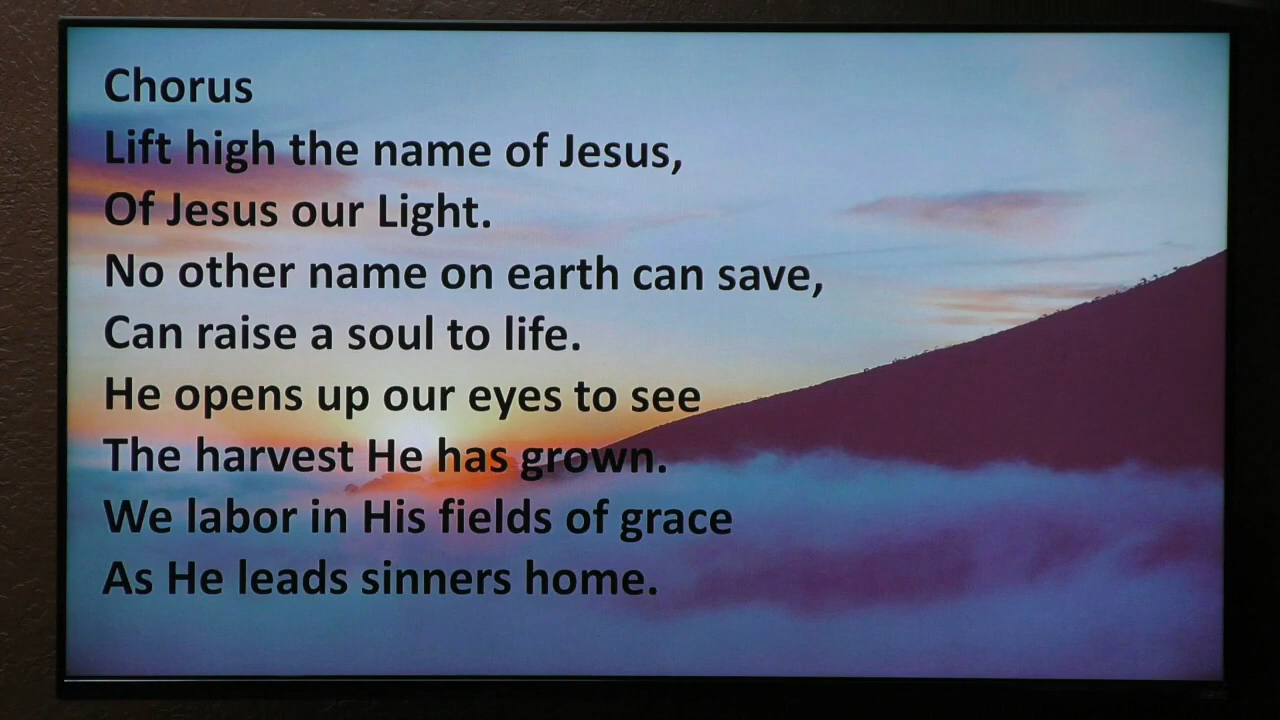 Chorus
Lift high the name of Jesus,
Of Jesus our Light.
No other name on earth can save,
Can raise a soul to life.
He opens up our eyes to see
The harvest He has grown.
We labor in His fields of grace
As He leads sinners home.